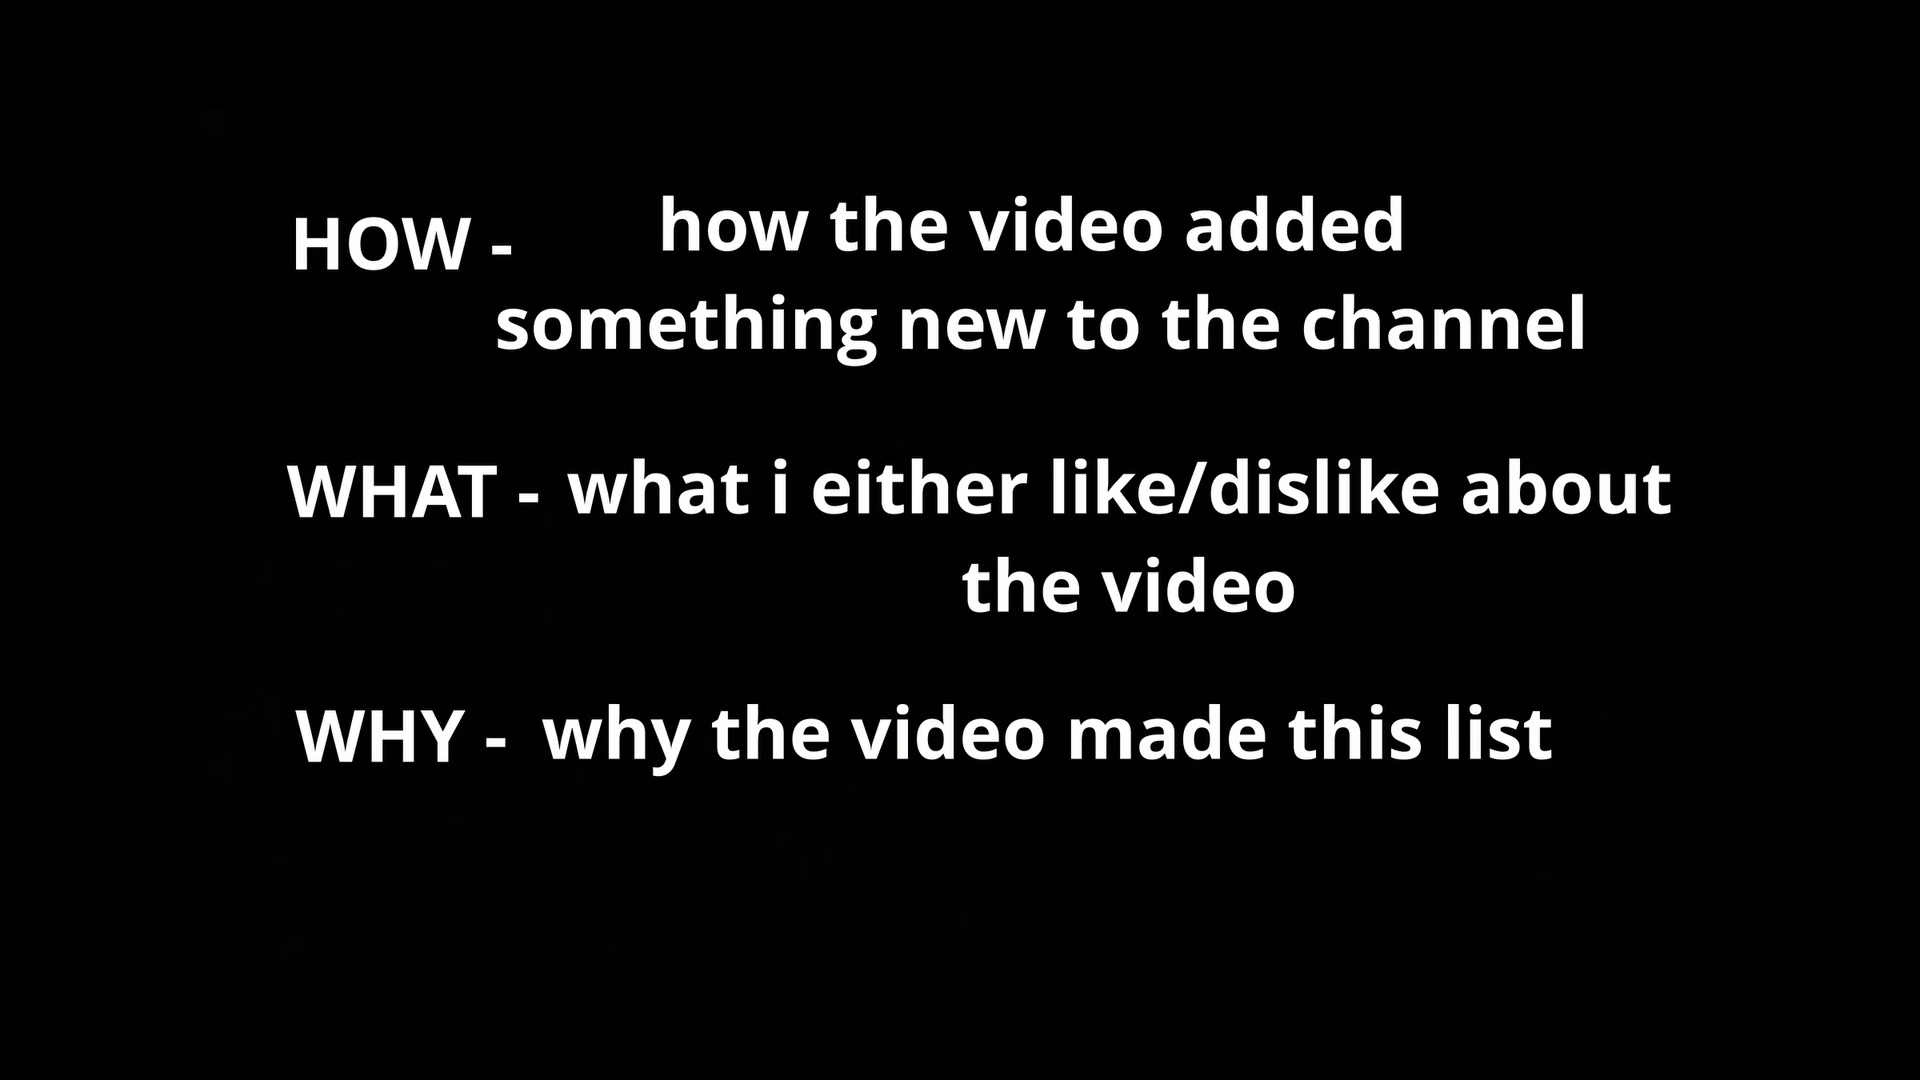 HOW - how the video added
something new to the channel
WHAT - what i either like/dislike about
the video
WHY - why the video made this list